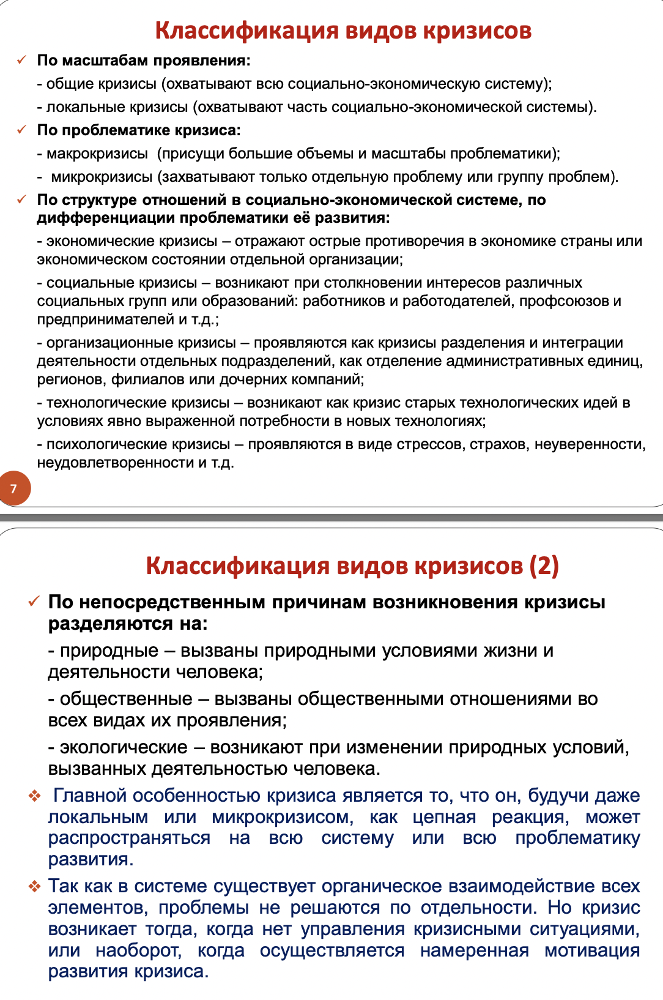 Классификация видов кризисов
✓ По масштабам проявления:
- общие кризисы (охватывают всю социально-экономическую систему);
- локальные кризисы (охватывают часть социально-экономической системы).
✓ По проблематике кризиса:
- макрокризисы  (присущи большие объемы и масштабы проблематики);
-  микрокризисы (захватывают только отдельную проблему или группу проблем).
✓ По структуре отношений в социально-экономической системе, по
дифференциации проблематики её развития:
- экономические кризисы – отражают острые противоречия в экономике страны или
экономическом состоянии отдельной организации;
- социальные кризисы – возникают при столкновении интересов различных
социальных групп или образований: работников и работодателей, профсоюзов и
предпринимателей и т.д.;
- организационные кризисы – проявляются как кризисы разделения и интеграции
деятельности отдельных подразделений, как отделение административных единиц,
регионов, филиалов или дочерних компаний;
- технологические кризисы – возникают как кризис старых технологических идей в
условиях явно выраженной потребности в новых технологиях;
- психологические кризисы – проявляются в виде стрессов, страхов, неуверенности,
неудовлетворенности и т.д.
7
Классификация видов кризисов (2)
✓ По непосредственным причинам возникновения кризисы
разделяются на:
- природные – вызваны природными условиями жизни и
деятельности человека;
- общественные – вызваны общественными отношениями во
всех видах их проявления;
- экологические – возникают при изменении природных условий,
вызванных деятельностью человека.
❖ Главной особенностью кризиса является то, что он, будучи даже
локальным или микрокризисом, как цепная реакция, может
распространяться на всю систему или всю проблематику
развития.
❖ Так как в системе существует органическое взаимодействие всех
элементов, проблемы не решаются по отдельности. Но кризис
возникает тогда, когда нет управления кризисными ситуациями,
или наоборот, когда осуществляется намеренная мотивация
развития кризиса.